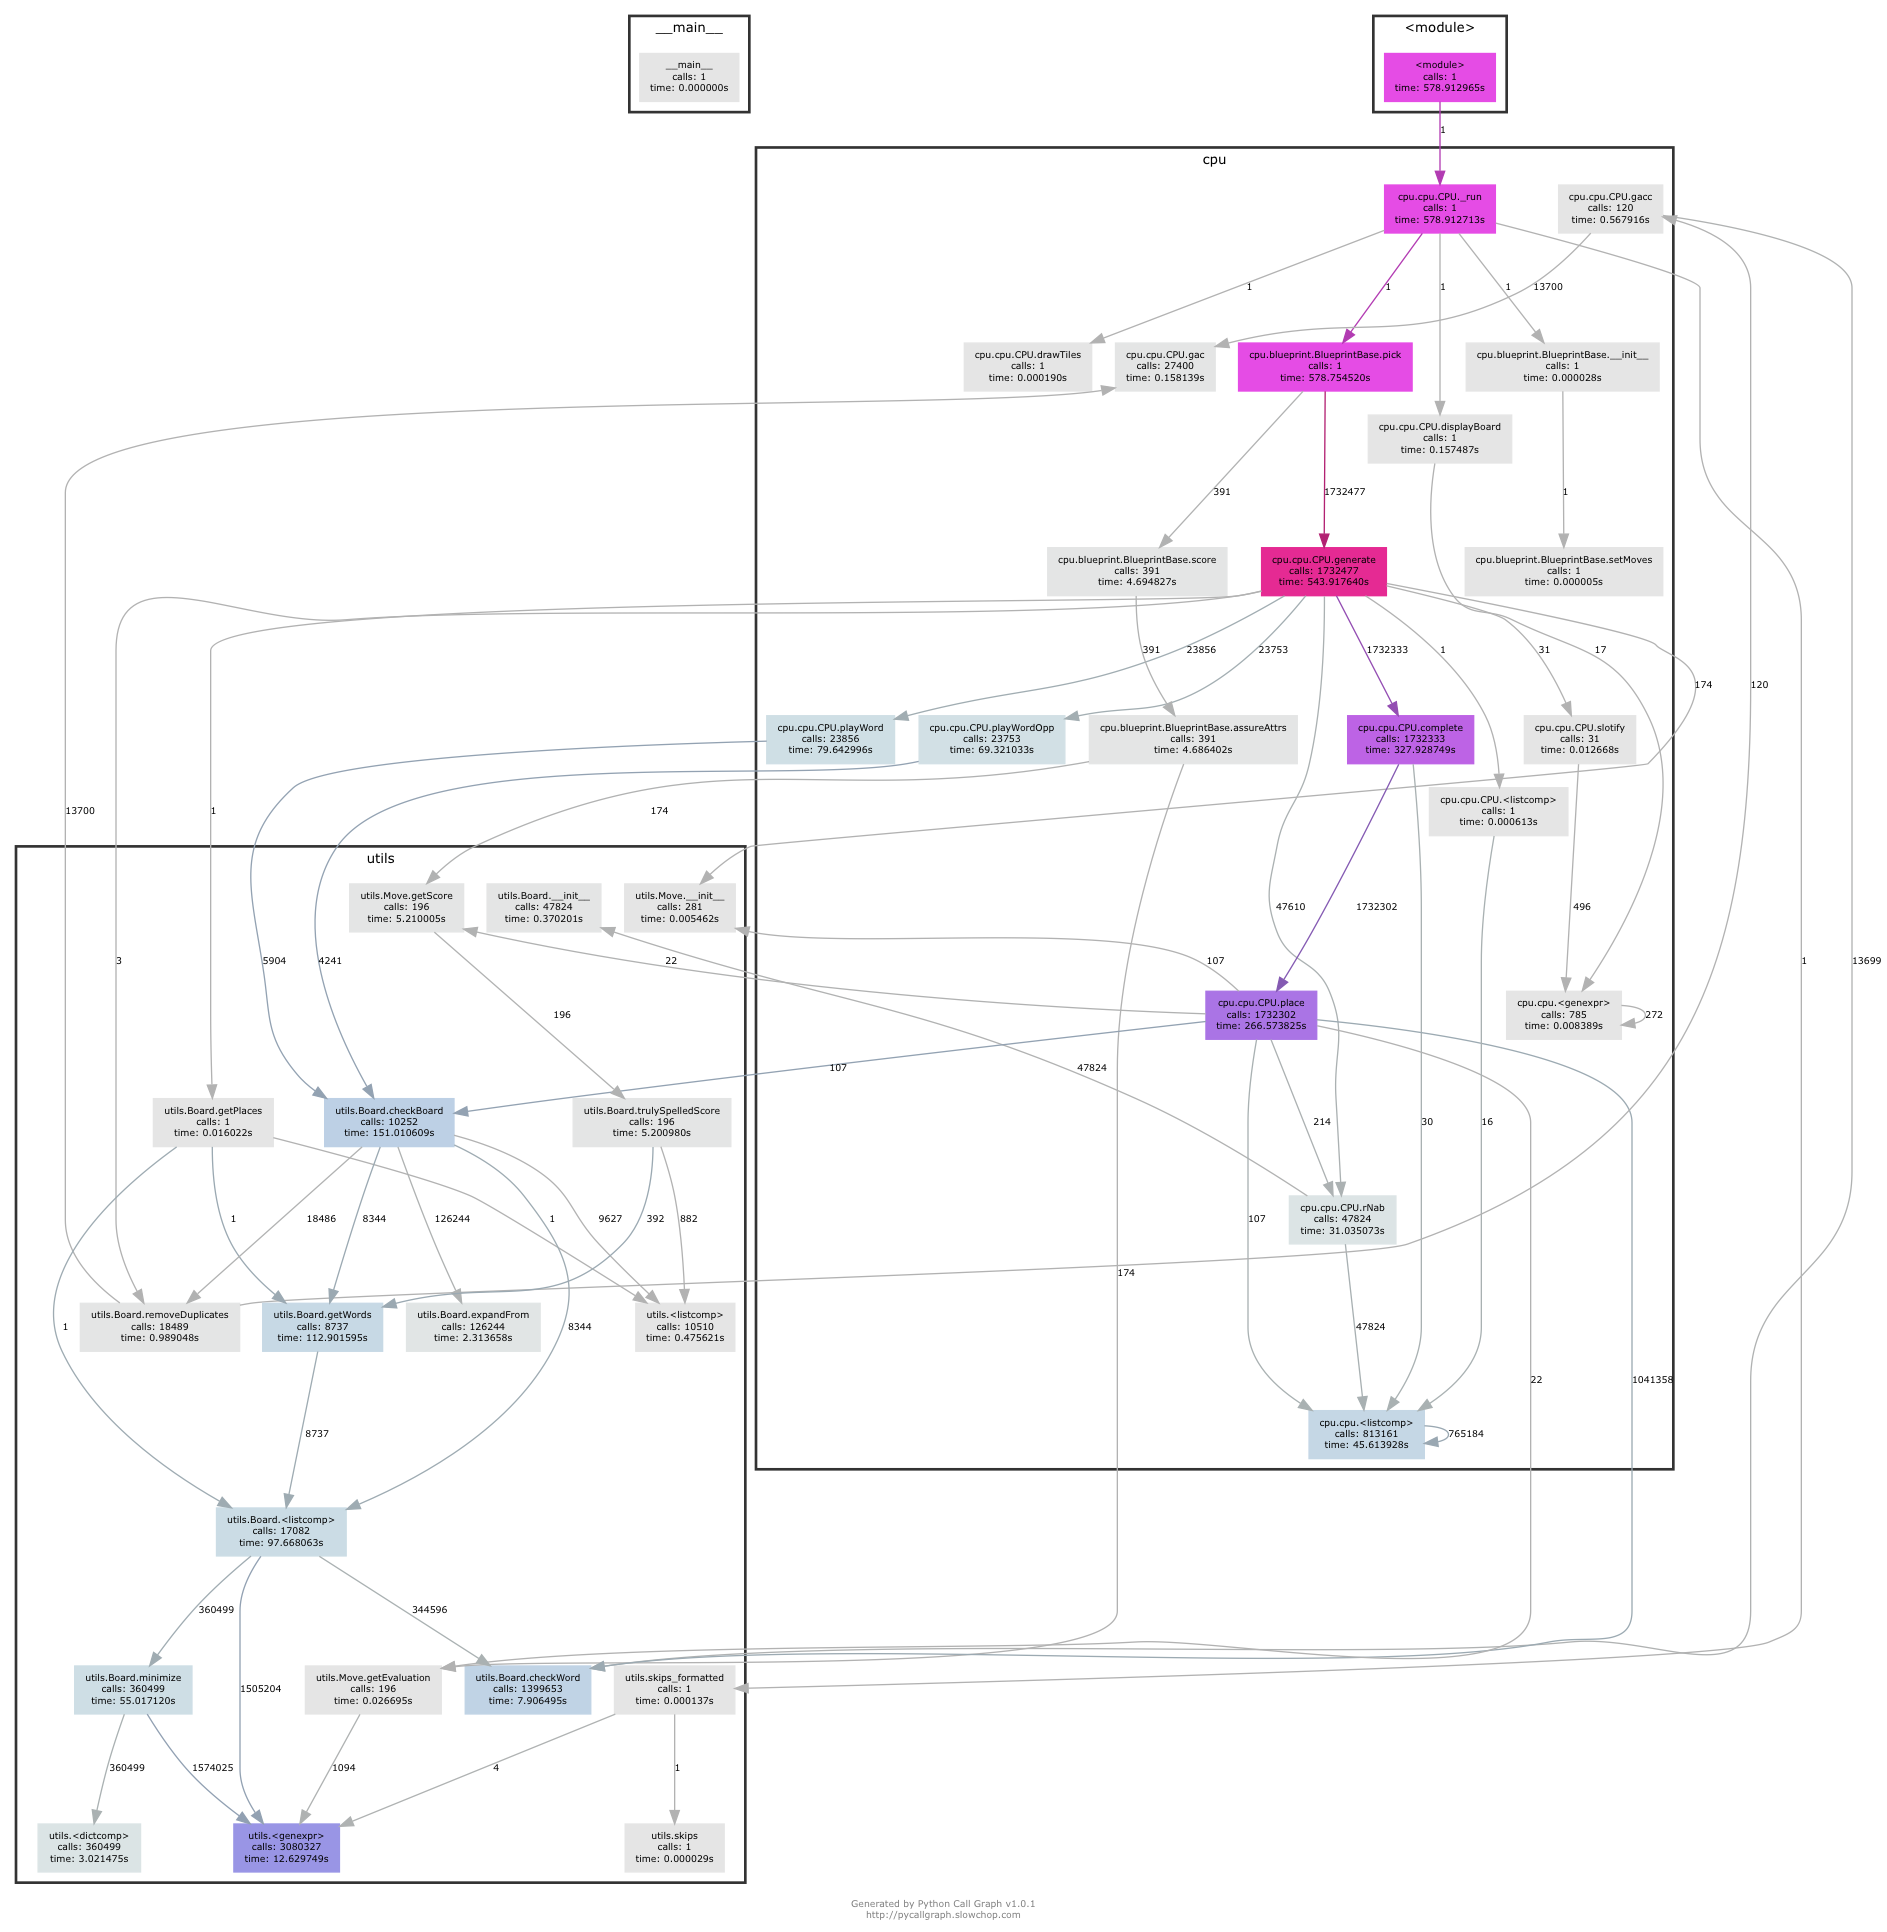 __main__
<module>
__main__
calls: 1
time: 0.000000s
<module>
calls: 1
time: 578.912965s
1
cpu
cpu.cpu.CPU._run
calls: 1
time: 578.912713s
cpu.cpu.CPU.gacc
calls: 120
time: 0.567916s
1
1
1
1
13700
cpu.cpu.CPU.drawTiles
calls: 1
time: 0.000190s
cpu.cpu.CPU.gac
calls: 27400
time: 0.158139s
cpu.blueprint.BlueprintBase.pick
calls: 1
time: 578.754520s
cpu.blueprint.BlueprintBase.__init__
calls: 1
time: 0.000028s
cpu.cpu.CPU.displayBoard
calls: 1
time: 0.157487s
391
1732477
1
cpu.blueprint.BlueprintBase.score
calls: 391
time: 4.694827s
cpu.cpu.CPU.generate
calls: 1732477
time: 543.917640s
cpu.blueprint.BlueprintBase.setMoves
calls: 1
time: 0.000005s
391
23856
23753
1732333
1
31
17
174
120
cpu.cpu.CPU.playWord
calls: 23856
time: 79.642996s
cpu.cpu.CPU.playWordOpp
calls: 23753
time: 69.321033s
cpu.blueprint.BlueprintBase.assureAttrs
calls: 391
time: 4.686402s
cpu.cpu.CPU.complete
calls: 1732333
time: 327.928749s
cpu.cpu.CPU.slotify
calls: 31
time: 0.012668s
13700
1
174
cpu.cpu.CPU.<listcomp>
calls: 1
time: 0.000613s
utils
utils.Move.getScore
calls: 196
time: 5.210005s
utils.Board.__init__
calls: 47824
time: 0.370201s
utils.Move.__init__
calls: 281
time: 0.005462s
47610
1732302
496
3
5904
4241
22
107
1
13699
cpu.cpu.CPU.place
calls: 1732302
time: 266.573825s
cpu.cpu.<genexpr>
calls: 785
time: 0.008389s
272
196
107
47824
utils.Board.getPlaces
calls: 1
time: 0.016022s
utils.Board.checkBoard
calls: 10252
time: 151.010609s
utils.Board.trulySpelledScore
calls: 196
time: 5.200980s
214
30
16
1
18486
8344
126244
1
9627
392
882
107
cpu.cpu.CPU.rNab
calls: 47824
time: 31.035073s
174
utils.Board.removeDuplicates
calls: 18489
time: 0.989048s
utils.Board.getWords
calls: 8737
time: 112.901595s
utils.Board.expandFrom
calls: 126244
time: 2.313658s
utils.<listcomp>
calls: 10510
time: 0.475621s
1
8344
47824
22
1041358
8737
cpu.cpu.<listcomp>
calls: 813161
time: 45.613928s
765184
utils.Board.<listcomp>
calls: 17082
time: 97.668063s
360499
344596
utils.Board.minimize
calls: 360499
time: 55.017120s
1505204
utils.Move.getEvaluation
calls: 196
time: 0.026695s
utils.Board.checkWord
calls: 1399653
time: 7.906495s
utils.skips_formatted
calls: 1
time: 0.000137s
360499
1574025
1094
4
1
utils.<dictcomp>
calls: 360499
time: 3.021475s
utils.<genexpr>
calls: 3080327
time: 12.629749s
utils.skips
calls: 1
time: 0.000029s
Generated by Python Call Graph v1.0.1
http://pycallgraph.slowchop.com